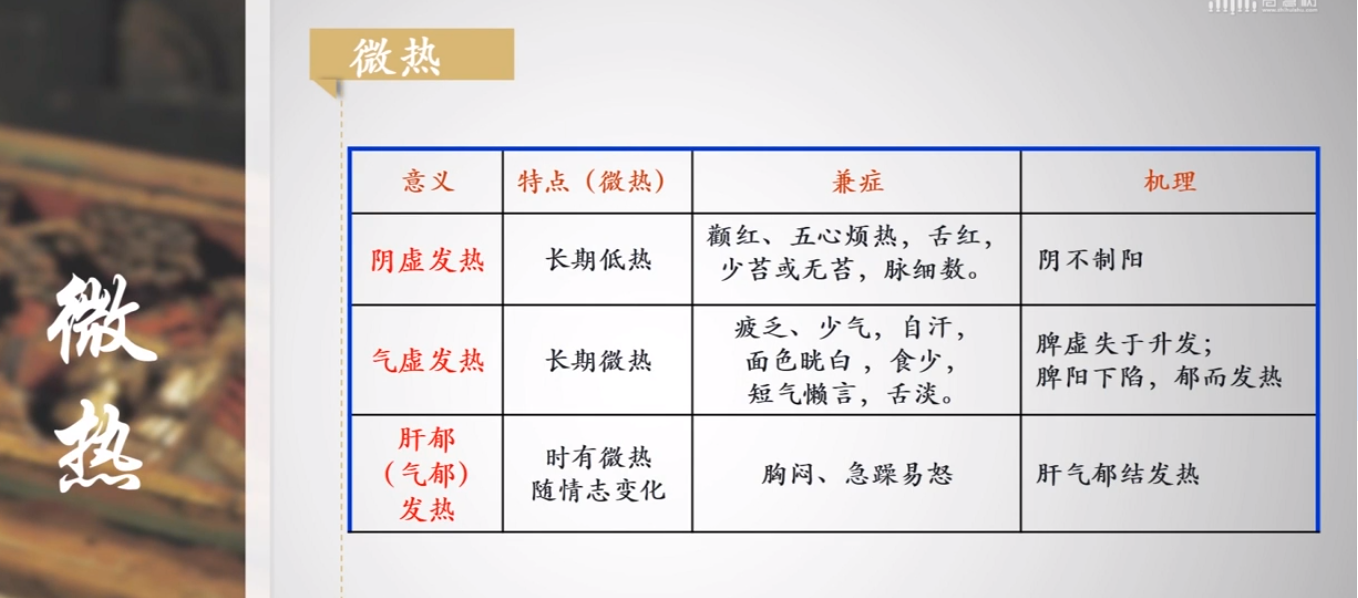 微热
微热
意义 特点（微热） 兼症 机理
阴虚发热 长期低热 颧红、五心烦热，舌红，
少苔或无苔，脉细数。 阴不制阳
气虚发热 长期微热 疲乏、少气，自汗，
面色晄白，食少，
短气懒言，舌淡。 脾虚失于升发；
脾阳下陷，郁而发热
肝郁
（气郁）
发热 时有微热
随情志变化 胸闷、急躁易怒 肝气郁结发热